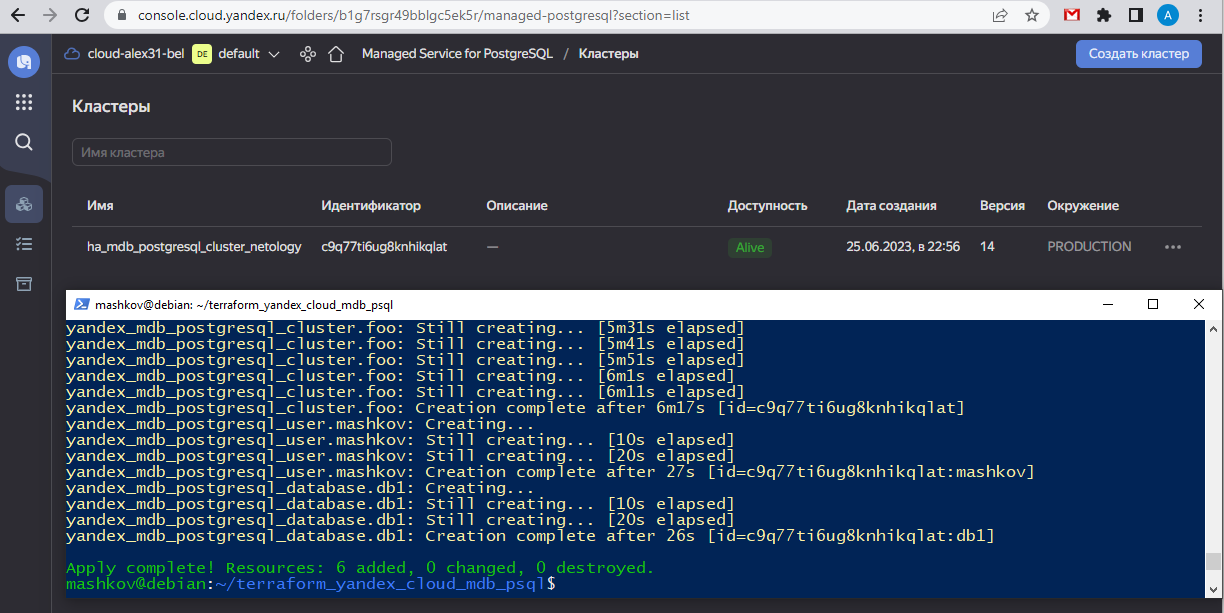 console.cloud.yandex.ru/folders/b1g7rsgr49bblgc5ek5r/managed-postgresql?section=list
A
cloud-alex31-bel DE default Managed Service for PostgreSQL / Кластеры Создать кластер
Кластеры
Имя кластера
Имя Идентификатор Описание Доступность Дата создания Версия Окружение
ha_mdb_postgresql_cluster_netology c9q77ti6ug8knhikqlat — Alive 25.06.2023, в 22:56 14 PRODUCTION
mashkov@debian: ~/terraform_yandex_cloud_mdb_psql
yandex_mdb_postgresql_cluster.foo: Still creating... [5m31s elapsed]
yandex_mdb_postgresql_cluster.foo: Still creating... [5m41s elapsed]
yandex_mdb_postgresql_cluster.foo: Still creating... [5m51s elapsed]
yandex_mdb_postgresql_cluster.foo: Still creating... [6m1s elapsed]
yandex_mdb_postgresql_cluster.foo: Still creating... [6m11s elapsed]
yandex_mdb_postgresql_cluster.foo: Creation complete after 6m17s [id=c9q77ti6ug8knhikqlat]
yandex_mdb_postgresql_user.mashkov: Creating...
yandex_mdb_postgresql_user.mashkov: Still creating... [10s elapsed]
yandex_mdb_postgresql_user.mashkov: Still creating... [20s elapsed]
yandex_mdb_postgresql_user.mashkov: Creation complete after 27s [id=c9q77ti6ug8knhikqlat:mashkov]
yandex_mdb_postgresql_database.db1: Creating...
yandex_mdb_postgresql_database.db1: Still creating... [10s elapsed]
yandex_mdb_postgresql_database.db1: Still creating... [20s elapsed]
yandex_mdb_postgresql_database.db1: Creation complete after 26s [id=c9q77ti6ug8knhikqlat:db1]
Apply complete! Resources: 6 added, 0 changed, 0 destroyed.
mashkov@debian:~/terraform_yandex_cloud_mdb_psql$